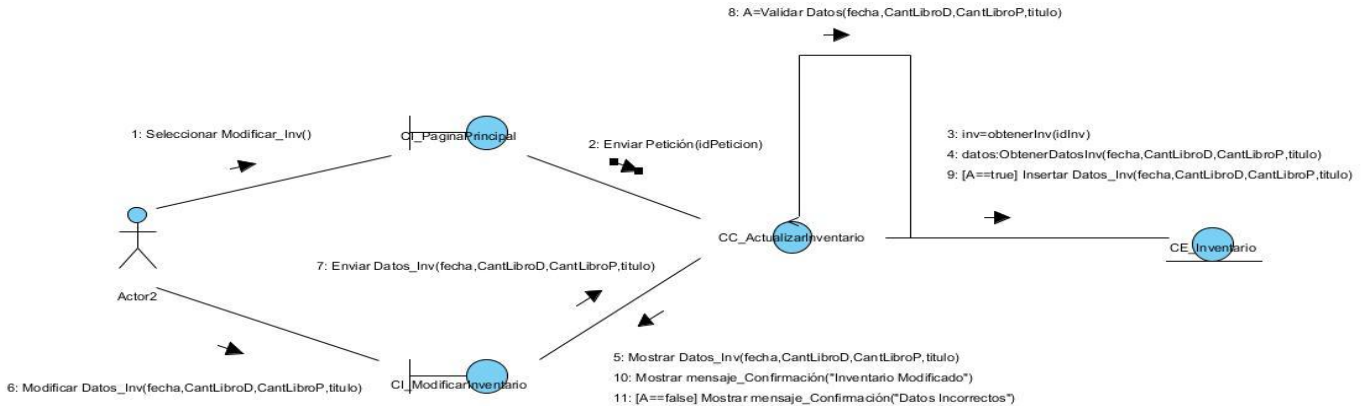 8: A=Validar Datos(fecha,CantLibroD,CantLibroP,titulo)
1: Seleccionar Modificar_Inv()
CI_PaginaPrincipal
2: Enviar Petición(idPeticion)
3: inv=obtenerInv(idInv)
4: datos:ObtenerDatosInv(fecha,CantLibroD,CantLibroP,titulo)
9: [A==true] Insertar Datos_Inv(fecha,CantLibroD,CantLibroP,titulo)
CC_ActualizarInventario
CE_Inventario
7: Enviar Datos_Inv(fecha,CantLibroD,CantLibroP,titulo)
Actor2
6: Modificar Datos_Inv(fecha,CantLibroD,CantLibroP,titulo)
CI_ModificarInventario
5: Mostrar Datos_Inv(fecha,CantLibroD,CantLibroP,titulo)
10: Mostrar mensaje_Confirmación("Inventario Modificado")
11: [A==false] Mostrar mensaje_Confirmación("Datos Incorrectos")